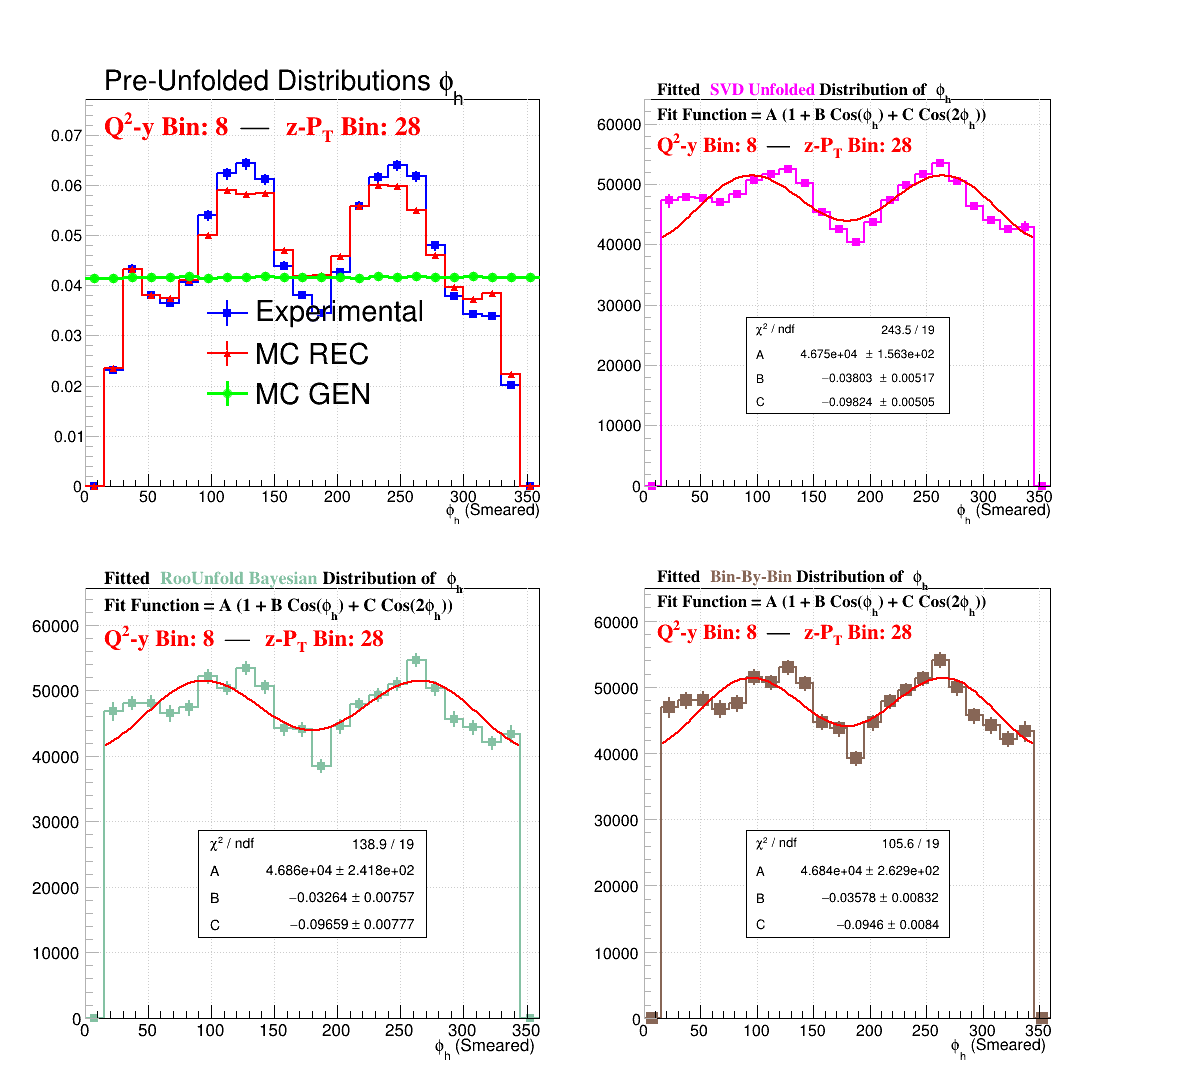 Pre-Unfolded Distributions ϕh
Q²-y Bin: 8 — z-PT Bin: 28
0.07
0.06
0.05
0.04
0.03
0.02
0.01
0
Experimental
MC REC
MC GEN
0 50 100 150 200 250 300 350
ϕh (Smeared)
Fitted SVD Unfolded Distribution of ϕh
Fit Function = A (1 + B Cos(ϕh) + C Cos(2ϕh))
Q²-y Bin: 8 — z-PT Bin: 28
60000
50000
40000
30000
20000
10000
0
χ² / ndf 243.5 / 19
A 4.675e+04 ± 1.563e+02
B −0.03803 ± 0.00517
C −0.09824 ± 0.00505
0 50 100 150 200 250 300 350
ϕh (Smeared)
Fitted RooUnfold Bayesian Distribution of ϕh
Fit Function = A (1 + B Cos(ϕh) + C Cos(2ϕh))
Q²-y Bin: 8 — z-PT Bin: 28
60000
50000
40000
30000
20000
10000
0
χ² / ndf 138.9 / 19
A 4.686e+04 ± 2.418e+02
B −0.03264 ± 0.00757
C −0.09659 ± 0.00777
0 50 100 150 200 250 300 350
ϕh (Smeared)
Fitted Bin-By-Bin Distribution of ϕh
Fit Function = A (1 + B Cos(ϕh) + C Cos(2ϕh))
Q²-y Bin: 8 — z-PT Bin: 28
60000
50000
40000
30000
20000
10000
0
χ² / ndf 105.6 / 19
A 4.684e+04 ± 2.629e+02
B −0.03578 ± 0.00832
C −0.0946 ± 0.0084
0 50 100 150 200 250 300 350
ϕh (Smeared)